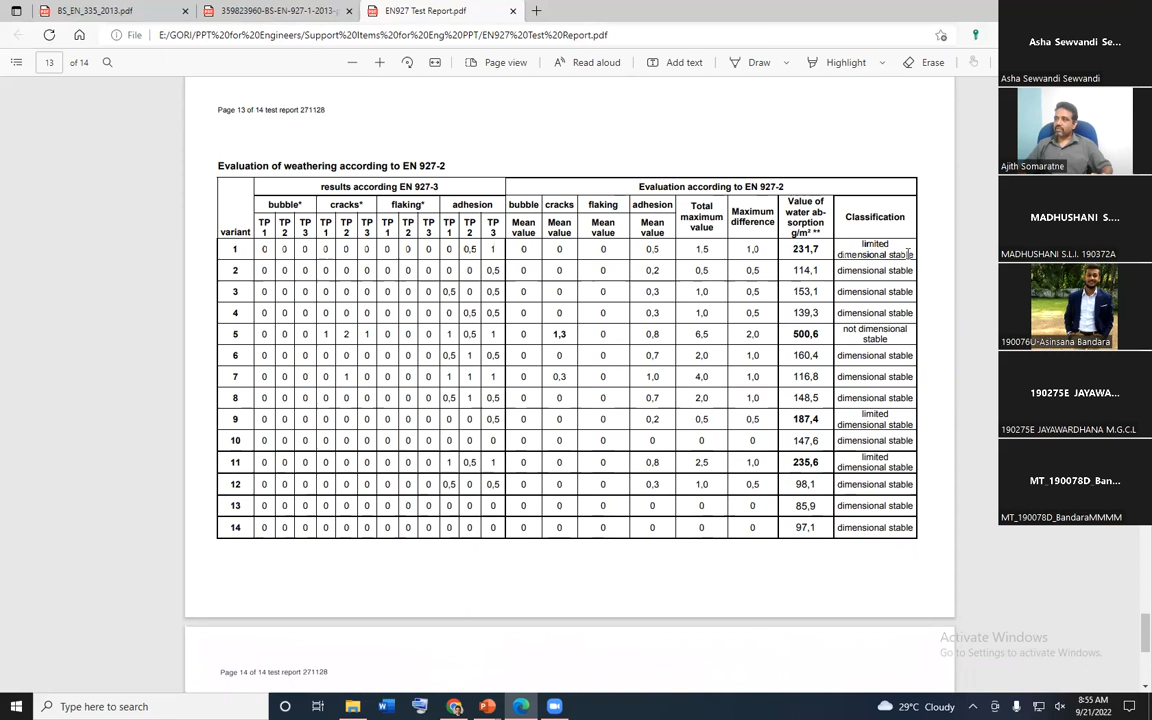 BS_EN_335_2013.pdf
359823960-BS-EN-927-1-2013-
EN927 Test Report.pdf
File
E:/GORI/PPT%20for%20Engineers/Support%20Items%20for%20Eng%20PPT/EN927%20Test%20Report.pdf
13 of 14
Page view
Read aloud
Add text
Draw
Highlight
Erase
Page 13 of 14 test report 271128
Evaluation of weathering according to EN 927-2
results according EN 927-3 Evaluation according to EN 927-2
variant bubble* cracks* flaking* adhesion bubble cracks flaking adhesion Total maximum value Maximum difference Value of water ab-sorption g/m² ** Classification
TP 1 TP 2 TP 3 TP 1 TP 2 TP 3 TP 1 TP 2 TP 3 TP 1 TP 2 TP 3 Mean value Mean value Mean value Mean value
1 0 0 0 0 0 0 0 0 0 0 0,5 1 0 0 0 0,5 1,5 1,0 231,7 limited dimensional stable
2 0 0 0 0 0 0 0 0 0 0 0 0,5 0 0 0 0,2 0,5 0,5 114,1 dimensional stable
3 0 0 0 0 0 0 0 0 0 0,5 0 0,5 0 0 0 0,3 1,0 0,5 153,1 dimensional stable
4 0 0 0 0 0 0 0 0 0 0 0,5 0,5 0 0 0 0,3 1,0 0,5 139,3 dimensional stable
5 0 0 0 1 2 1 0 0 0 1 0,5 1 0 1,3 0 0,8 6,5 2,0 500,6 not dimensional stable
6 0 0 0 0 0 0 0 0 0 0,5 1 0,5 0 0 0 0,7 2,0 1,0 160,4 dimensional stable
7 0 0 0 0 1 0 0 0 0 1 1 1 0 0,3 0 1,0 4,0 1,0 116,8 dimensional stable
8 0 0 0 0 0 0 0 0 0 0,5 1 0,5 0 0 0 0,7 2,0 1,0 148,5 dimensional stable
9 0 0 0 0 0 0 0 0 0 0 0 0,5 0 0 0 0,2 0,5 0,5 187,4 limited dimensional stable
10 0 0 0 0 0 0 0 0 0 0 0 0 0 0 0 0 0 0 147,6 dimensional stable
11 0 0 0 0 0 0 0 0 0 1 0,5 1 0 0 0 0,8 2,5 1,0 235,6 limited dimensional stable
12 0 0 0 0 0 0 0 0 0 0,5 0 0,5 0 0 0 0,3 1,0 0,5 98,1 dimensional stable
13 0 0 0 0 0 0 0 0 0 0 0 0 0 0 0 0 0 0 85,9 dimensional stable
14 0 0 0 0 0 0 0 0 0 0 0 0 0 0 0 0 0 0 97,1 dimensional stable
Page 14 of 14 test report 271128
Activate Windows
Go to Settings to activate Windows.
Asha Sewvandi Se...
Asha Sewvandi Sewvandi
Ajith Somaratne
MADHUSHANI S....
MADHUSHANI S.L.I. 190372A
190076U-Asinsana Bandara
190275E JAYAWA...
190275E JAYAWARDHANA M.G.C.L
MT_190078D_Ban...
MT_190078D_BandaraMMMM
Type here to search
29°C Cloudy
8:55 AM
9/21/2022